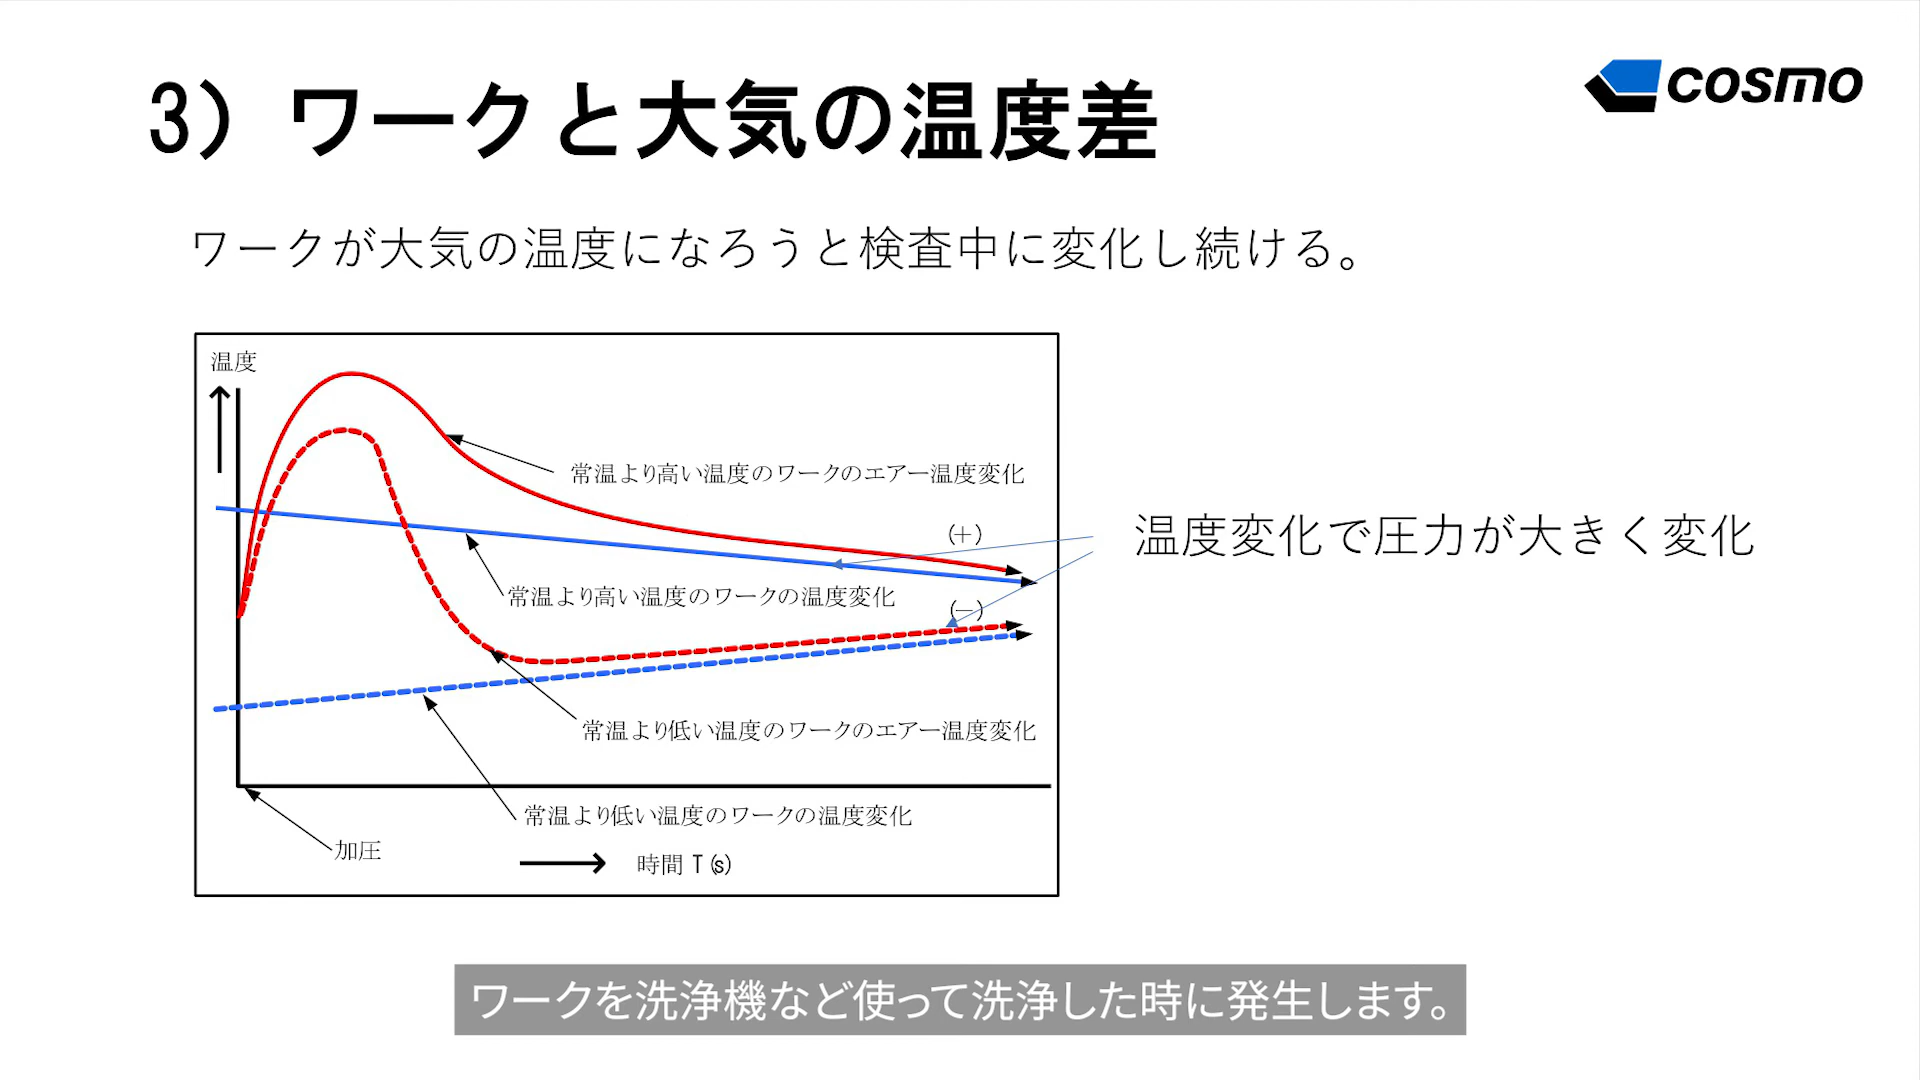 3）ワークと大気の温度差
cosmo
ワークが大気の温度になろうと検査中に変化し続ける。
温度
常温より高い温度のワークのエアー温度変化
(＋)
温度変化で圧力が大きく変化
常温より高い温度のワークの温度変化
(－)
常温より低い温度のワークのエアー温度変化
常温より低い温度のワークの温度変化
加圧
時間 T (s)
ワークを洗浄機など使って洗浄した時に発生します。